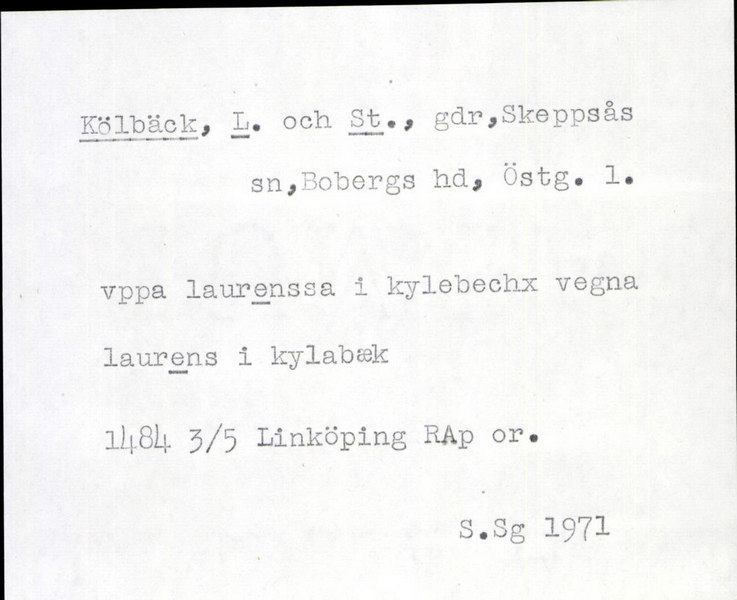 Kölbäck, L. och St., gdr,Skeppsås
sn,Bobergs hd, Östg. l.
vppa laurenssa i kylebechx vegna
laurens i kylabæk
1484 3/5 Linköping RAp or.
S.Sg 1971